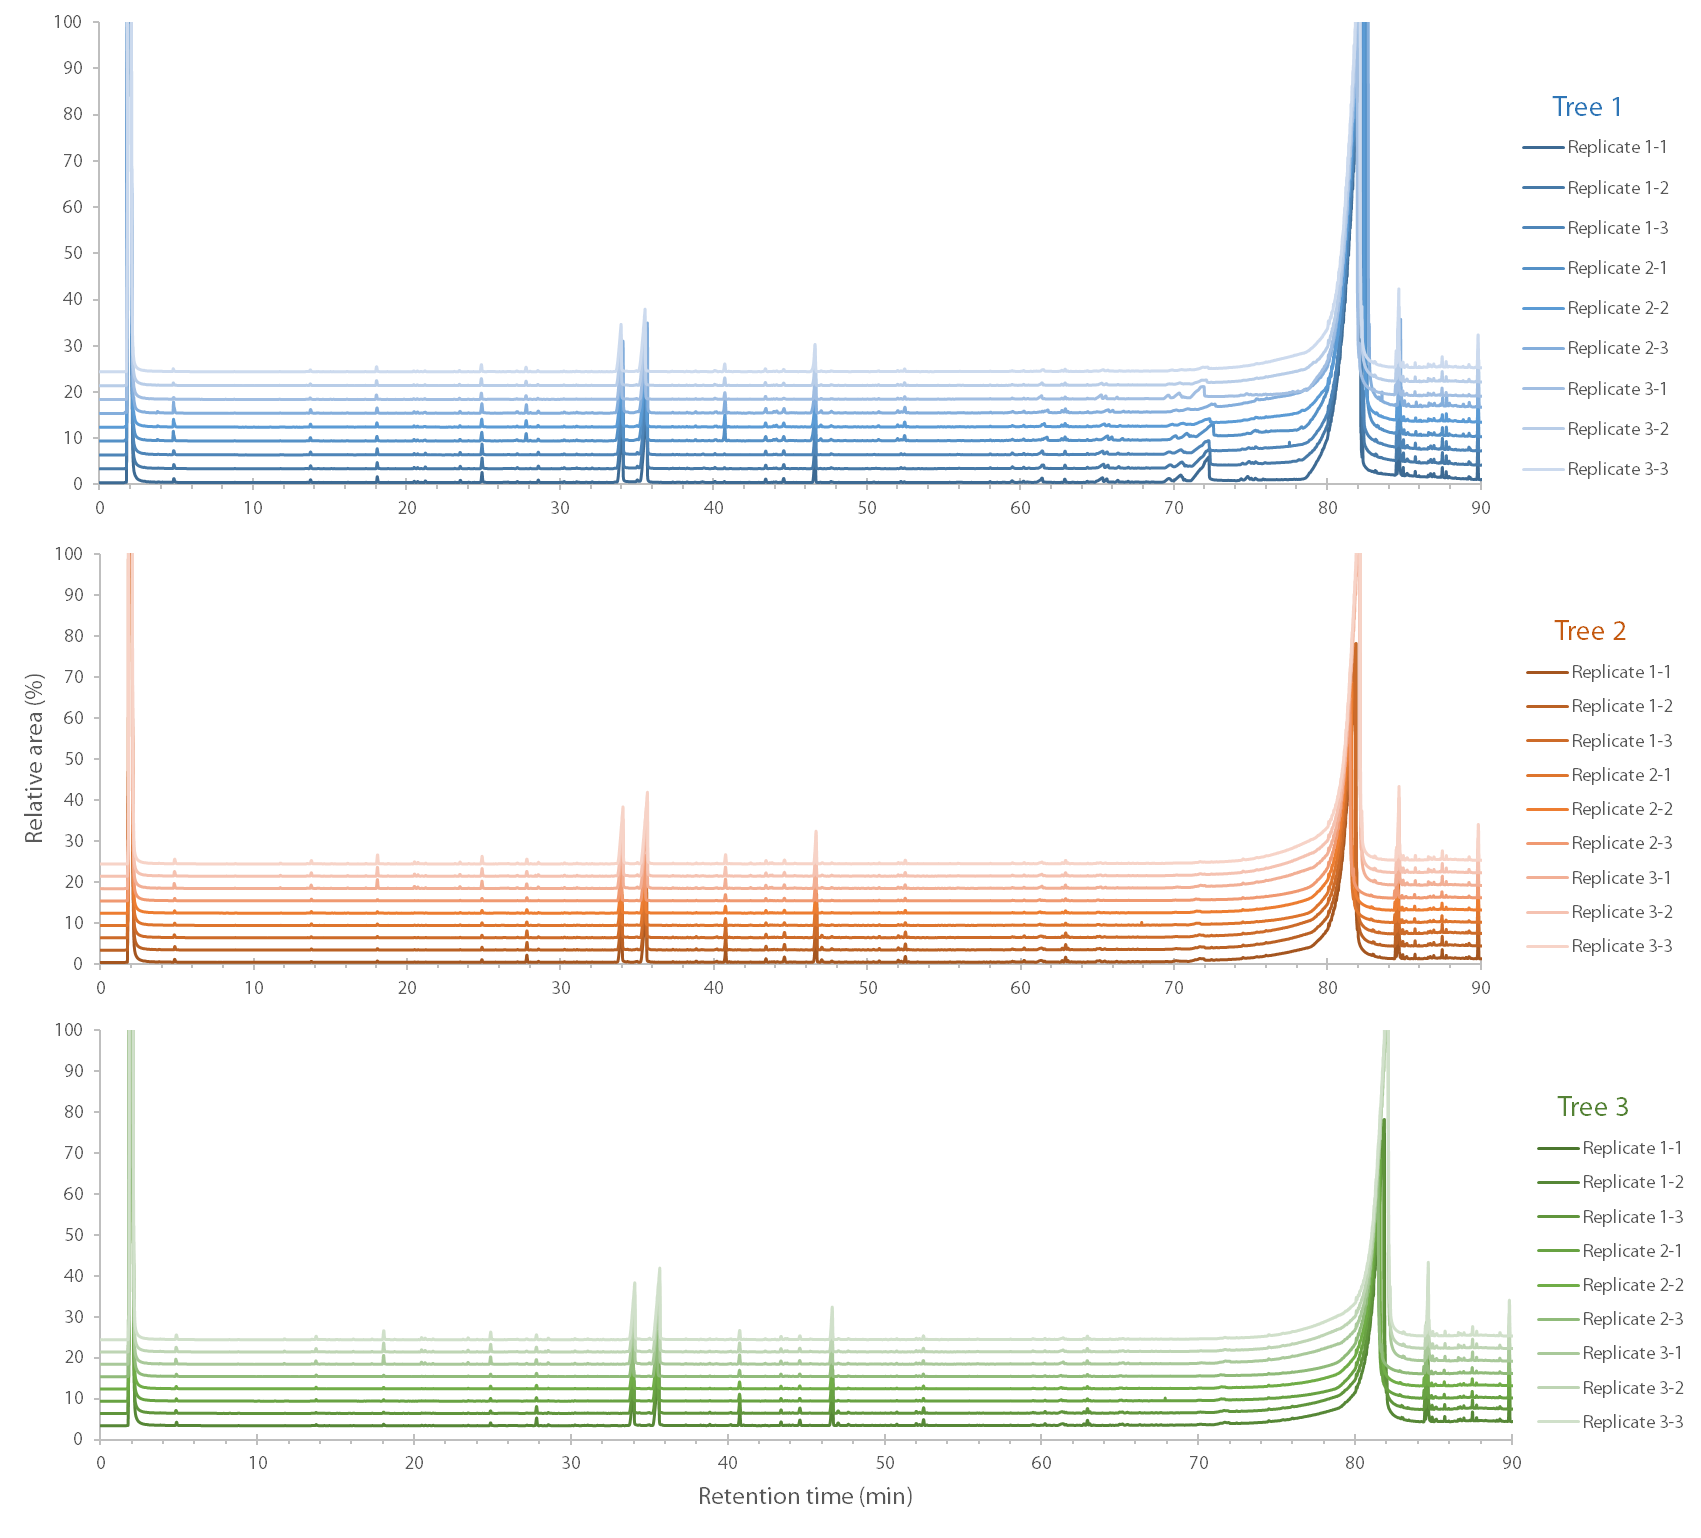 100
90
80
70
60
50
40
30
20
10
0
0 10 20 30 40 50 60 70 80 90
Tree 1
Replicate 1-1
Replicate 1-2
Replicate 1-3
Replicate 2-1
Replicate 2-2
Replicate 2-3
Replicate 3-1
Replicate 3-2
Replicate 3-3
Relative area (%)
100
90
80
70
60
50
40
30
20
10
0
0 10 20 30 40 50 60 70 80 90
Tree 2
Replicate 1-1
Replicate 1-2
Replicate 1-3
Replicate 2-1
Replicate 2-2
Replicate 2-3
Replicate 3-1
Replicate 3-2
Replicate 3-3
100
90
80
70
60
50
40
30
20
10
0
0 10 20 30 40 50 60 70 80 90
Tree 3
Replicate 1-1
Replicate 1-2
Replicate 1-3
Replicate 2-1
Replicate 2-2
Replicate 2-3
Replicate 3-1
Replicate 3-2
Replicate 3-3
Retention time (min)